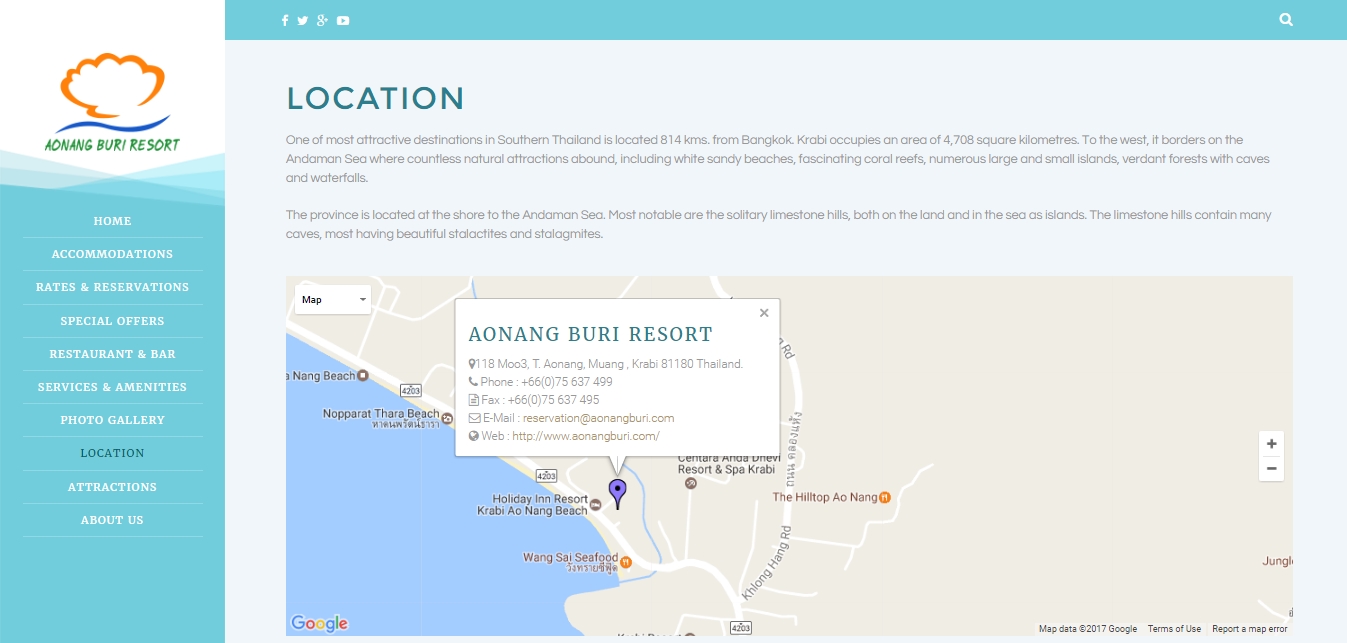 AONANG BURI RESORT
HOME
ACCOMMODATIONS
RATES & RESERVATIONS
SPECIAL OFFERS
RESTAURANT & BAR
SERVICES & AMENITIES
PHOTO GALLERY
LOCATION
ATTRACTIONS
ABOUT US
LOCATION
One of most attractive destinations in Southern Thailand is located 814 kms. from Bangkok. Krabi occupies an area of 4,708 square kilometres. To the west, it borders on the
Andaman Sea where countless natural attractions abound, including white sandy beaches, fascinating coral reefs, numerous large and small islands, verdant forests with caves
and waterfalls.
The province is located at the shore to the Andaman Sea. Most notable are the solitary limestone hills, both on the land and in the sea as islands. The limestone hills contain many
caves, most having beautiful stalactites and stalagmites.
Map
AONANG BURI RESORT
118 Moo3, T. Aonang, Muang , Krabi 81180 Thailand.
Phone : +66(0)75 637 499
Fax : +66(0)75 637 495
E-Mail : reservation@aonangburi.com
Web : http://www.aonangburi.com/
Rd
a Nang Beach
4203
Nopparat Thara Beach
หาดนพรัตน์ธารา
ถนน คลองแห้ง
Centara Anda Dhevi
Resort & Spa Krabi
4203
Holiday Inn Resort
Krabi Ao Nang Beach
The Hilltop Ao Nang
Wang Sai Seafood
วังทรายซีฟู๊ด
Khlong Hang Rd
Jungl
4203
Google
Map data ©2017 Google
Terms of Use
Report a map error